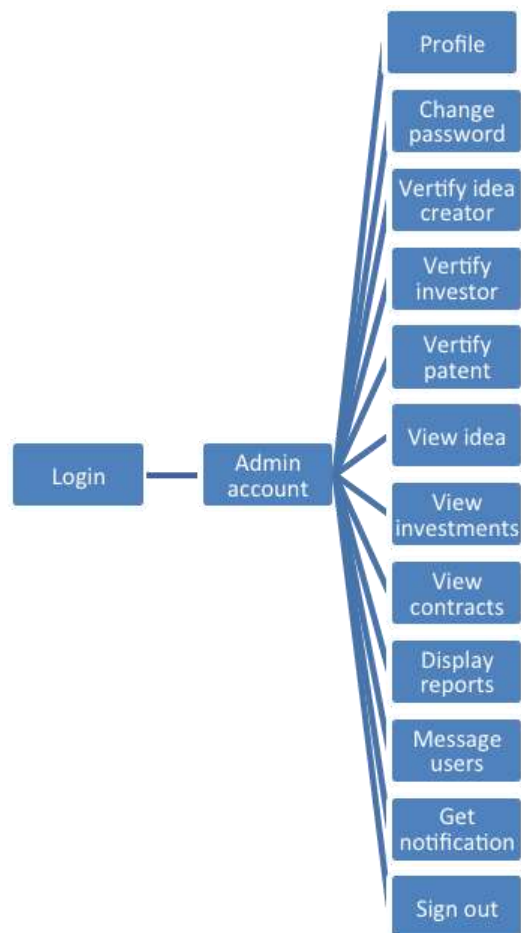 Profile
Change
password
Vertify idea
creator
Vertify
investor
Vertify
patent
View idea
Login
Admin
account
View
investments
View
contracts
Display
reports
Message
users
Get
notification
Sign out